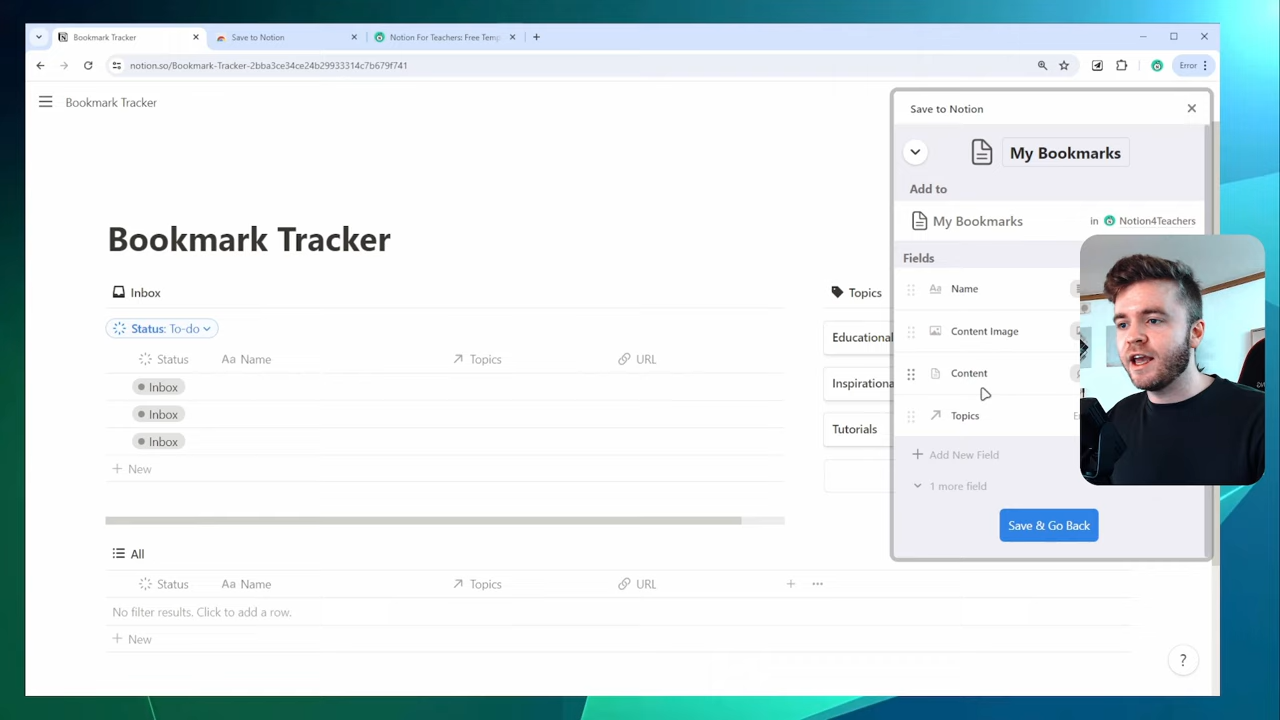 Bookmark Tracker
Save to Notion
Notion For Teachers: Free Temp
notion.so/Bookmark-Tracker-2bba3ce34ce24b29933314c7b679f741
Error
Bookmark Tracker
Save to Notion
My Bookmarks
Add to
My Bookmarks
in Notion4Teachers
Bookmark Tracker
Fields
Inbox
Topics
Aa Name
Status: To-do
Educational
Content Image
Status
Aa Name
Topics
URL
Content
Inbox
Inspirationa
Inbox
Topics
Inbox
Tutorials
+ New
+ Add New Field
1 more field
Save & Go Back
All
Status
Aa Name
Topics
URL
+ •••
No filter results. Click to add a row.
+ New
?